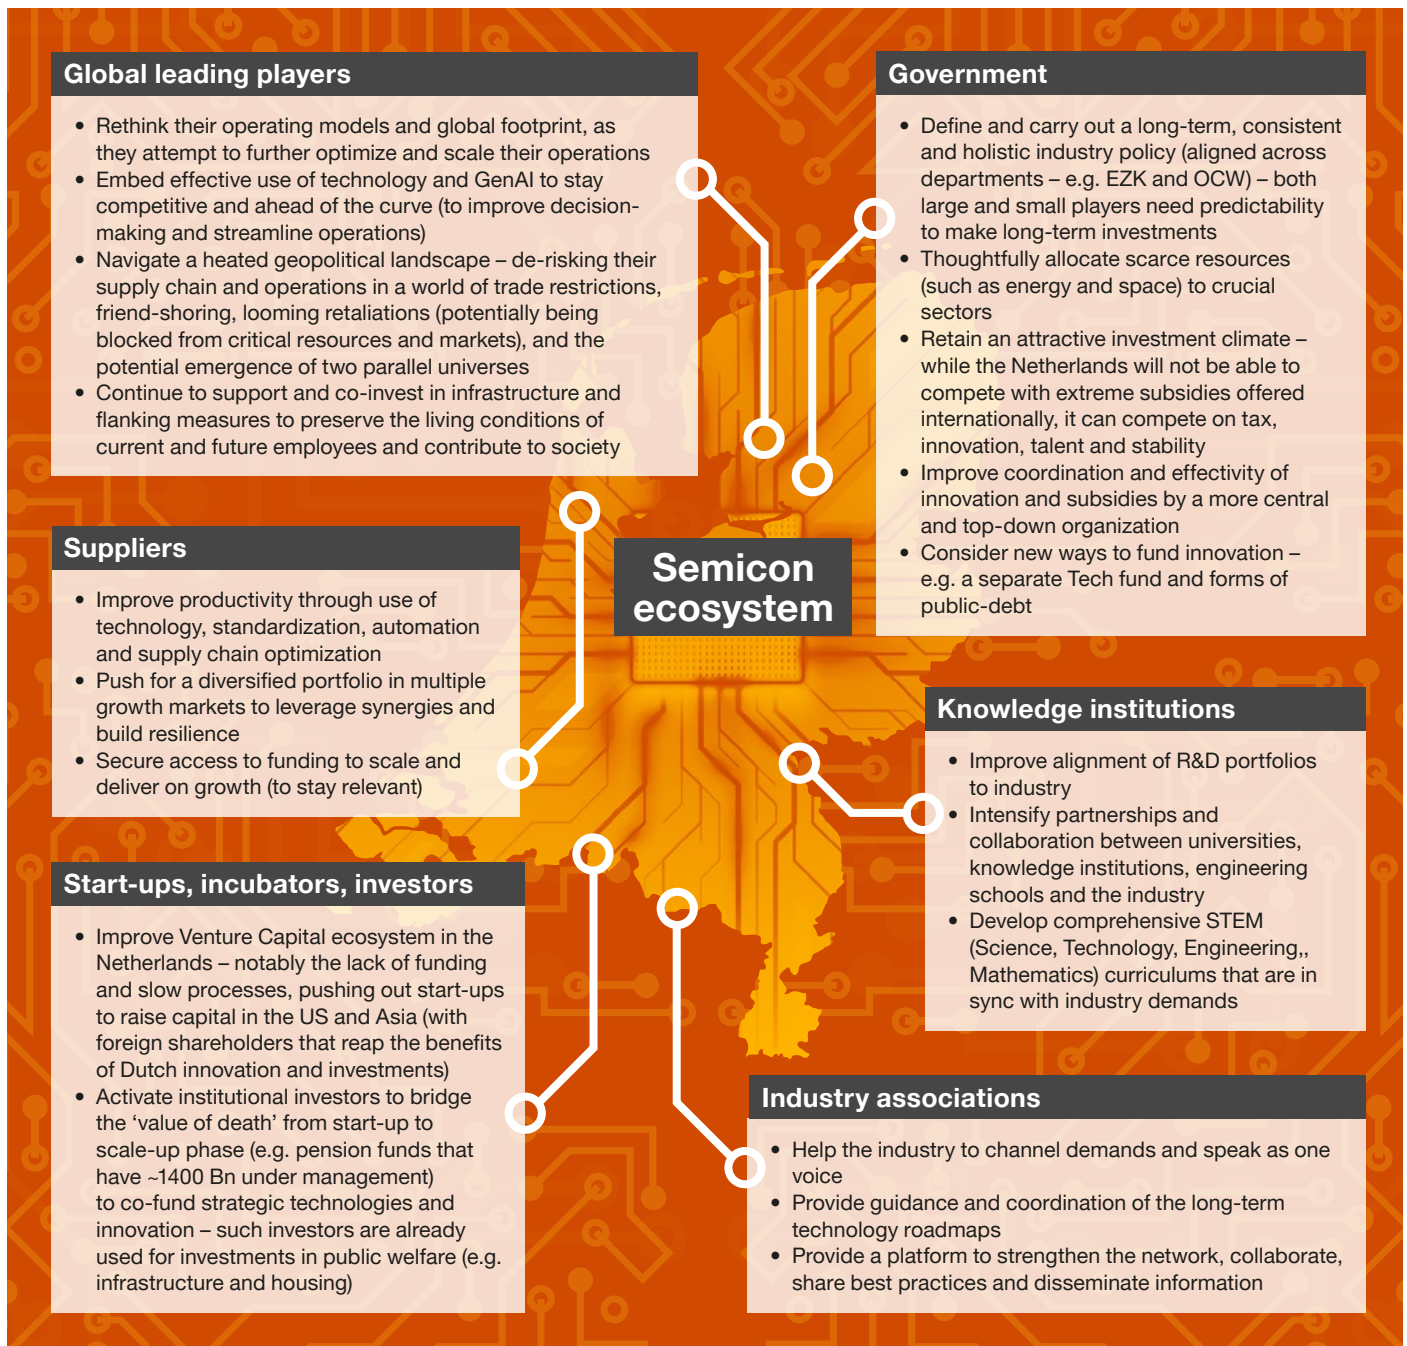 Global leading players
• Rethink their operating models and global footprint, as
they attempt to further optimize and scale their operations
• Embed effective use of technology and GenAI to stay
competitive and ahead of the curve (to improve decision-
making and streamline operations)
• Navigate a heated geopolitical landscape – de-risking their
supply chain and operations in a world of trade restrictions,
friend-shoring, looming retaliations (potentially being
blocked from critical resources and markets), and the
potential emergence of two parallel universes
• Continue to support and co-invest in infrastructure and
flanking measures to preserve the living conditions of
current and future employees and contribute to society
Government
• Define and carry out a long-term, consistent
and holistic industry policy (aligned across
departments – e.g. EZK and OCW) – both
large and small players need predictability
to make long-term investments
• Thoughtfully allocate scarce resources
(such as energy and space) to crucial
sectors
• Retain an attractive investment climate –
while the Netherlands will not be able to
compete with extreme subsidies offered
internationally, it can compete on tax,
innovation, talent and stability
• Improve coordination and effectivity of
innovation and subsidies by a more central
and top-down organization
• Consider new ways to fund innovation –
e.g. a separate Tech fund and forms of
public-debt
Suppliers
• Improve productivity through use of
technology, standardization, automation
and supply chain optimization
• Push for a diversified portfolio in multiple
growth markets to leverage synergies and
build resilience
• Secure access to funding to scale and
deliver on growth (to stay relevant)
Semicon
ecosystem
Knowledge institutions
• Improve alignment of R&D portfolios
to industry
• Intensify partnerships and
collaboration between universities,
knowledge institutions, engineering
schools and the industry
• Develop comprehensive STEM
(Science, Technology, Engineering,,
Mathematics) curriculums that are in
sync with industry demands
Start-ups, incubators, investors
• Improve Venture Capital ecosystem in the
Netherlands – notably the lack of funding
and slow processes, pushing out start-ups
to raise capital in the US and Asia (with
foreign shareholders that reap the benefits
of Dutch innovation and investments)
• Activate institutional investors to bridge
the ‘value of death’ from start-up to
scale-up phase (e.g. pension funds that
have ~1400 Bn under management)
to co-fund strategic technologies and
innovation – such investors are already
used for investments in public welfare (e.g.
infrastructure and housing)
Industry associations
• Help the industry to channel demands and speak as one
voice
• Provide guidance and coordination of the long-term
technology roadmaps
• Provide a platform to strengthen the network, collaborate,
share best practices and disseminate information